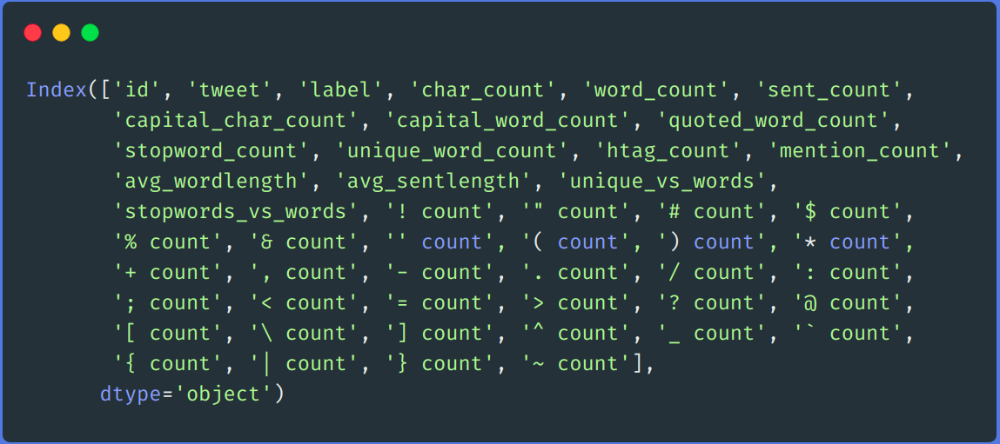 Index(['id', 'tweet', 'label', 'char_count', 'word_count', 'sent_count',
'capital_char_count', 'capital_word_count', 'quoted_word_count',
'stopword_count', 'unique_word_count', 'htag_count', 'mention_count',
'avg_wordlength', 'avg_sentlength', 'unique_vs_words',
'stopwords_vs_words', '! count', '" count', '# count', '$ count',
'% count', '& count', '' count', '( count', ') count', '* count',
'+ count', ', count', '- count', '. count', '/ count', ': count',
'; count', '< count', '= count', '> count', '? count', '@ count',
'[ count', '\ count', '] count', '^ count', '_ count', '` count',
'{ count', '| count', '} count', '~ count'],
dtype='object')